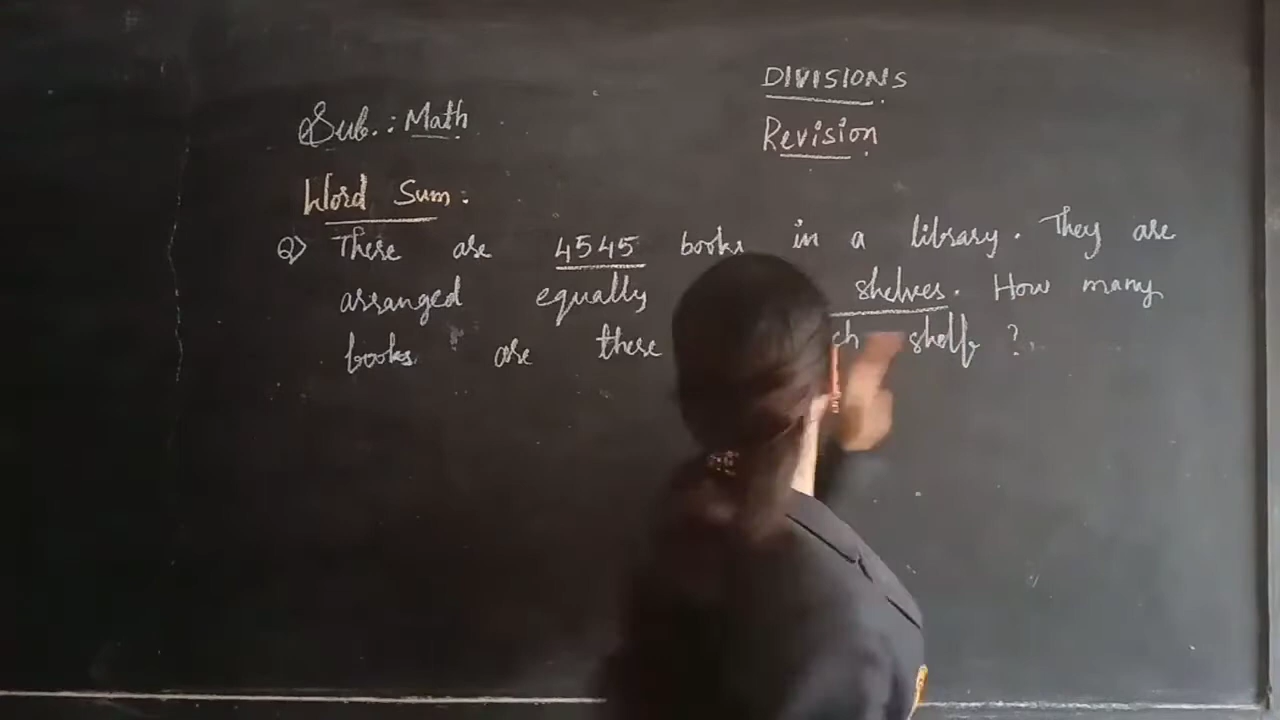 DIVISIONS
Sub.: Math
Revision
Word Sum:
Q> There are 4545 books in a library. They are
arranged equally shelves. How many
books are there ch shelf?